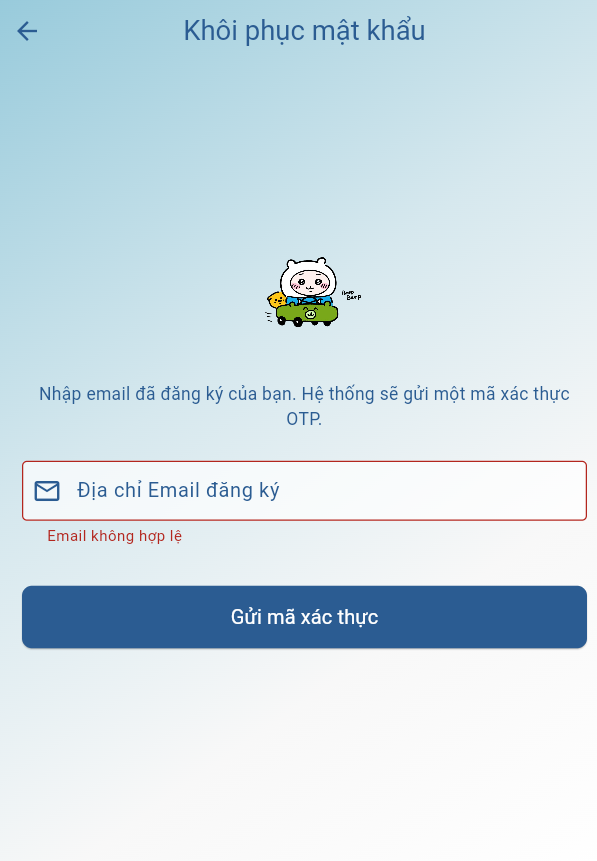 Khôi phục mật khẩu
Nhập email đã đăng ký của bạn. Hệ thống sẽ gửi một mã xác thực
OTP.
Địa chỉ Email đăng ký
Email không hợp lệ
Gửi mã xác thực